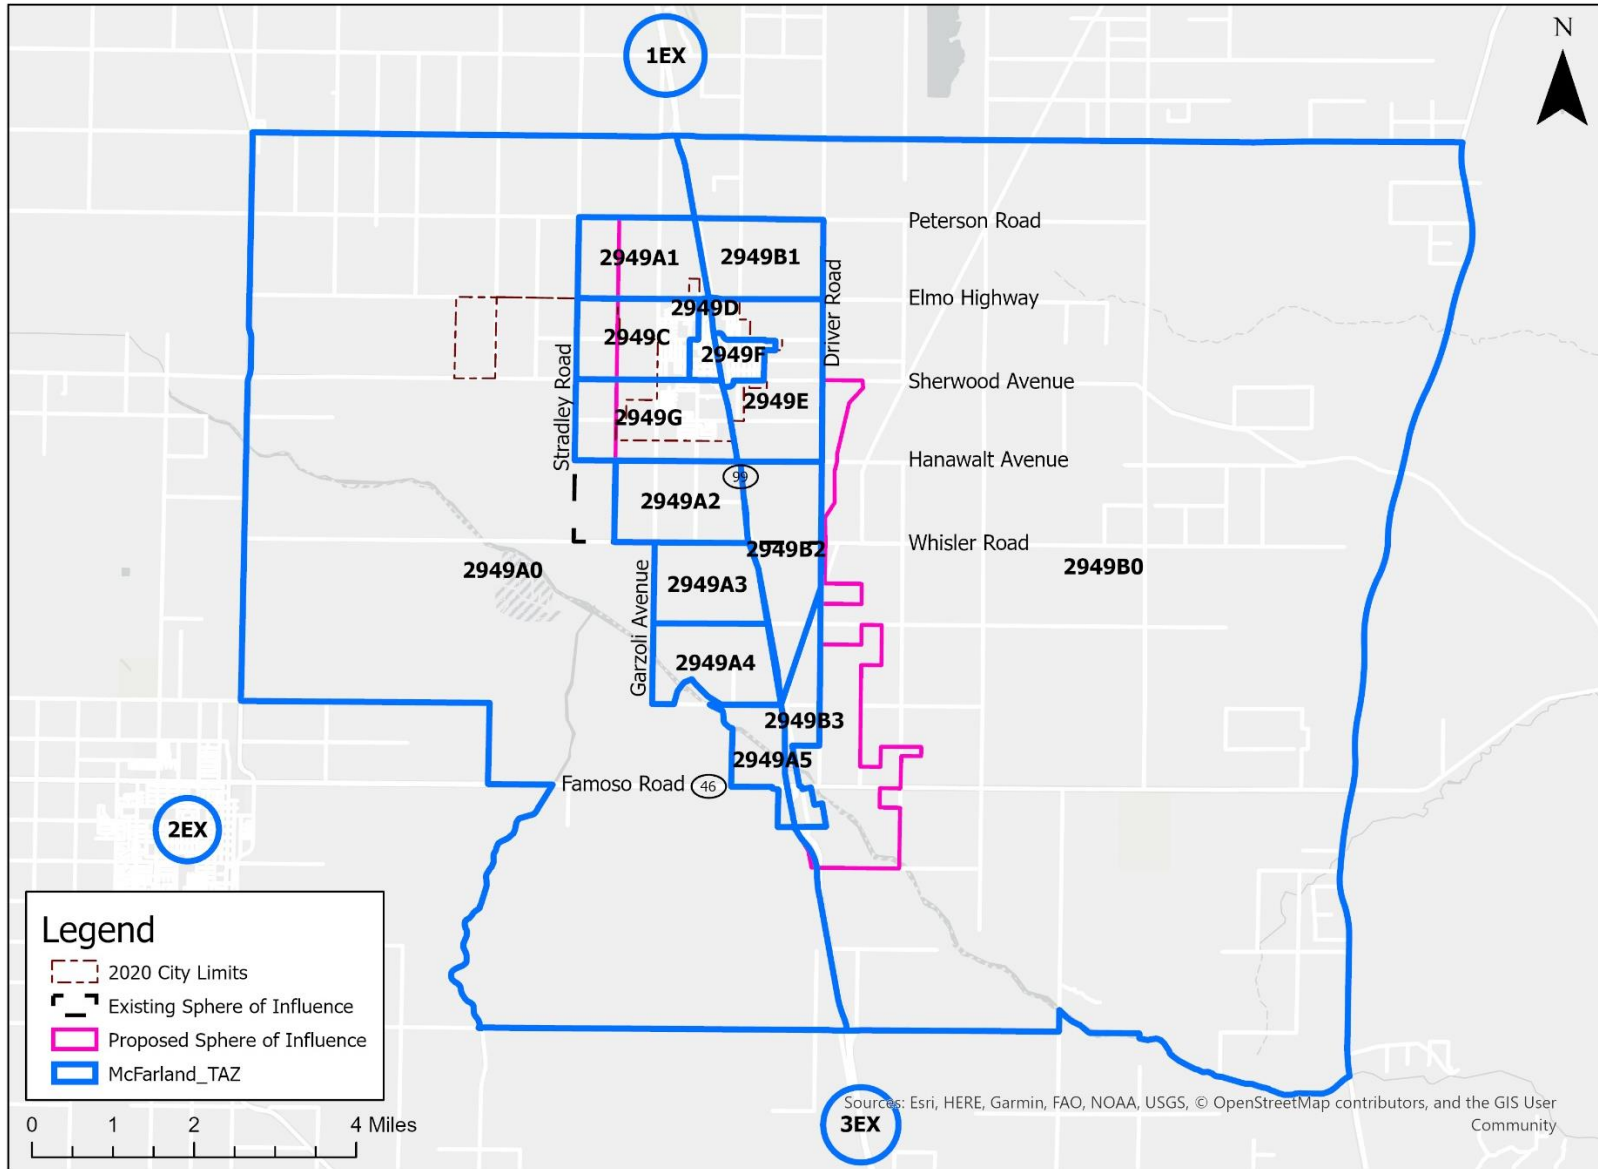 1EX
N
Peterson Road
2949A1
2949B1
Driver Road
Elmo Highway
2949D
2949C
2949F
Stradley Road
Sherwood Avenue
2949E
2949G
Hanawalt Avenue
99
2949A2
Whisler Road
2949B2
2949A0
2949B0
2949A3
Garzoli Avenue
2949A4
2949B3
2949A5
Famoso Road
46
2EX
Legend
2020 City Limits
Existing Sphere of Influence
Proposed Sphere of Influence
McFarland_TAZ
0 1 2 4 Miles
3EX
Sources: Esri, HERE, Garmin, FAO, NOAA, USGS, © OpenStreetMap contributors, and the GIS User
Community